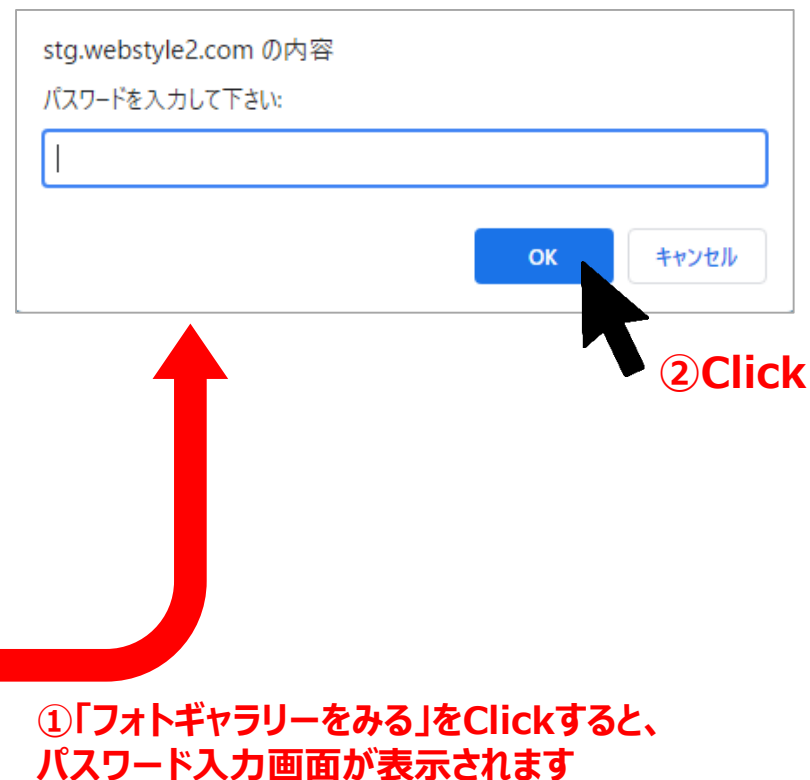 stg.webstyle2.com の内容
パスワードを入力して下さい:
OK
キャンセル
②Click
①「フォトギャラリーをみる」をClickすると、
パスワード入力画面が表示されます